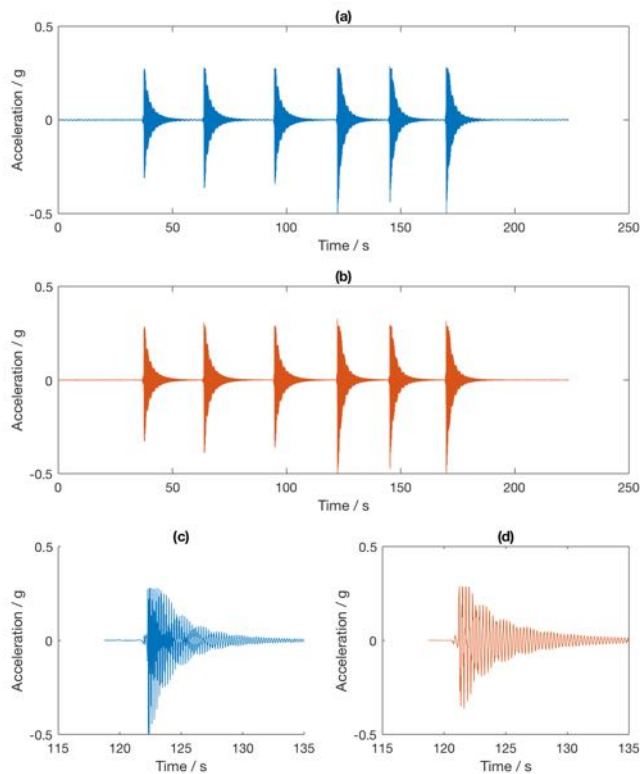 (a)
0.5
0
-0.5
Acceleration / g
0 50 100 150 200 250
Time / s
(b)
0.5
0
-0.5
Acceleration / g
0 50 100 150 200 250
Time / s
(c)
0.5
0
-0.5
Acceleration / g
115 120 125 130 135
Time / s
(d)
0.5
0
-0.5
Acceleration / g
115 120 125 130 135
Time / s